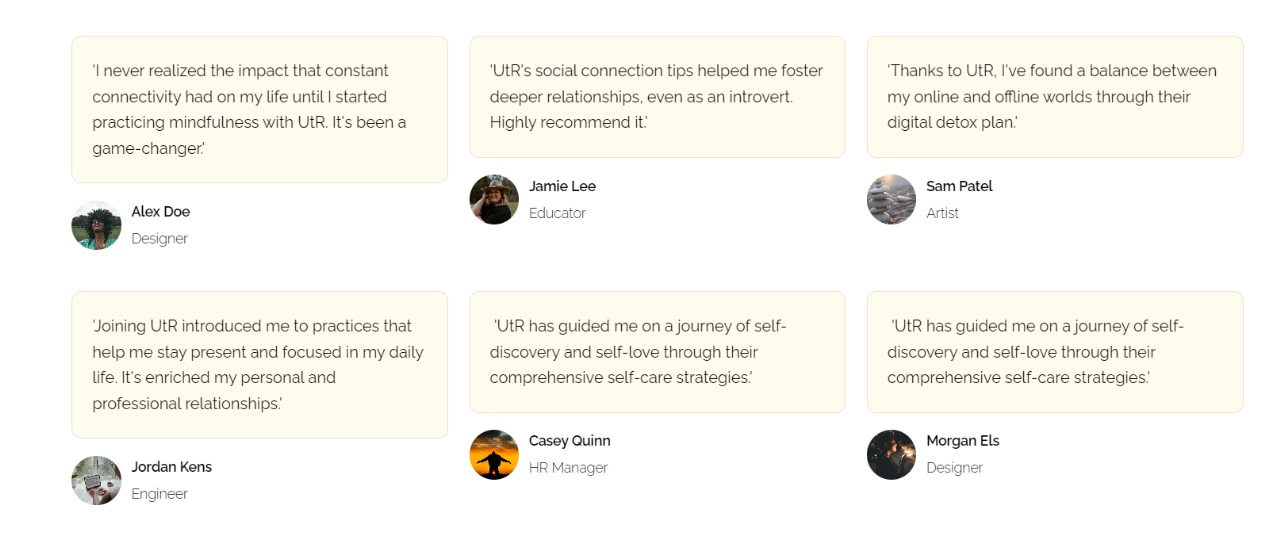 'I never realized the impact that constant
connectivity had on my life until I started
practicing mindfulness with UtR. It's been a
game-changer.'
Alex Doe
Designer
'UtR's social connection tips helped me foster
deeper relationships, even as an introvert.
Highly recommend it.'
Jamie Lee
Educator
'Thanks to UtR, I've found a balance between
my online and offline worlds through their
digital detox plan.'
Sam Patel
Artist
'Joining UtR introduced me to practices that
help me stay present and focused in my daily
life. It's enriched my personal and
professional relationships.'
Jordan Kens
Engineer
'UtR has guided me on a journey of self-
discovery and self-love through their
comprehensive self-care strategies.'
Casey Quinn
HR Manager
'UtR has guided me on a journey of self-
discovery and self-love through their
comprehensive self-care strategies.'
Morgan Els
Designer